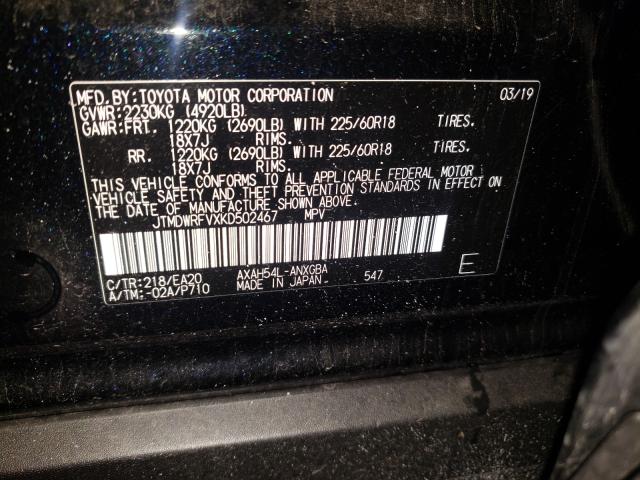 MFD.BY:TOYOTA MOTOR CORPORATION 03/19
GVWR:2230KG (4920LB)
GAWR:FRT. 1220KG (2690LB) WITH 225/60R18 TIRES.
18X7J RIMS.
RR. 1220KG (2690LB) WITH 225/60R18 TIRES.
18X7J RIMS.
THIS VEHICLE CONFORMS TO ALL APPLICABLE FEDERAL MOTOR
VEHICLE SAFETY AND THEFT PREVENTION STANDARDS IN EFFECT ON
THE DATE OF MANUFACTURE SHOWN ABOVE.
JTMDWRFVXKD502467 MPV
C/TR:218/EA20 AXAH54L-ANXGBA 547 E
A/TM:-02A/P710 MADE IN JAPAN